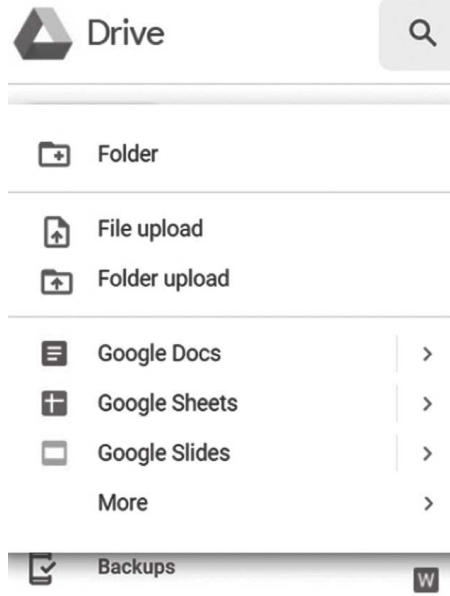 Drive
Folder
File upload
Folder upload
Google Docs
Google Sheets
Google Slides
More
Backups
W